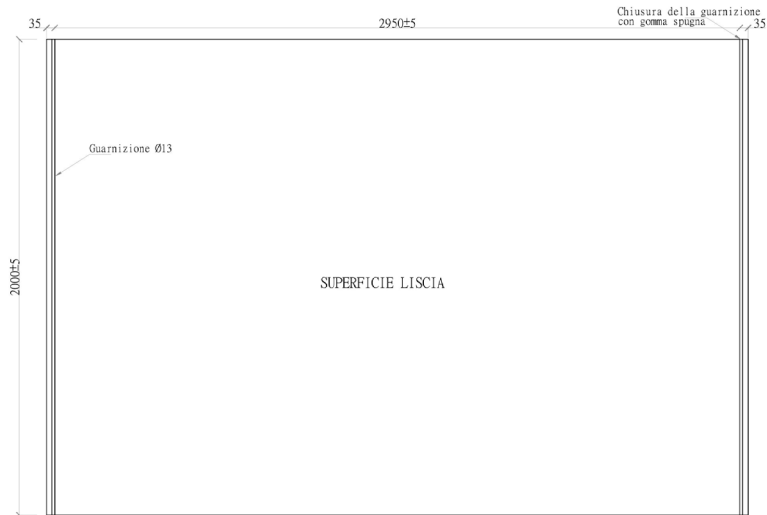 Chiusura della guarnizione
con gomma spugna
35
2950±5
35
Guarnizione Ø13
2000±5
SUPERFICIE LISCIA